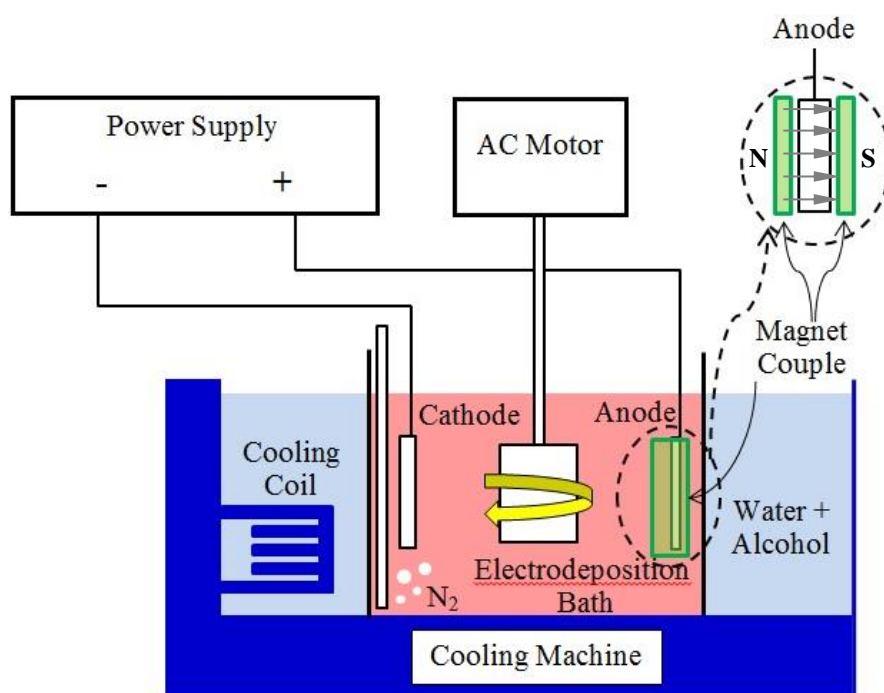 Anode
Power Supply
- +
AC Motor
N S
Magnet
Couple
Cathode
Anode
Cooling
Coil
Water +
Alcohol
Electrodeposition
Bath
N₂
Cooling Machine